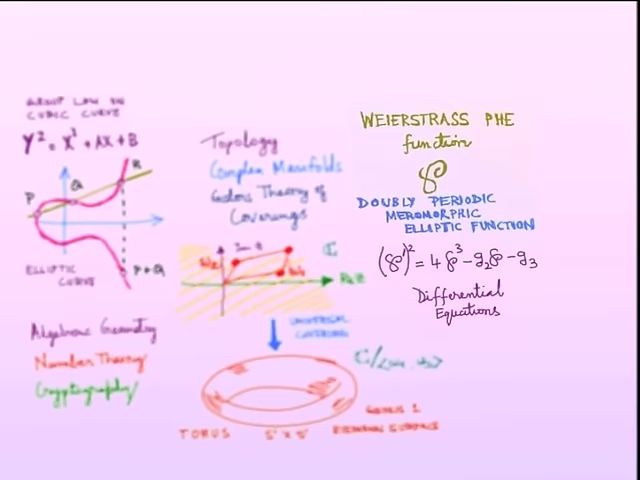 GROUP LAW ON
CUBIC CURVE
Y² = X³ + AX + B
P
Q
R
P+Q
ELLIPTIC
CURVE
Algebraic Geometry
Number Theory
Cryptography
Topology
Complex Manifolds
Galois Theory of
Coverings
Im
ℂ
Re z
UNIVERSAL
COVERING
TORUS S¹ × S¹
GENUS 1
RIEMANN SURFACE
WEIERSTRASS PHE
function
℘
DOUBLY PERIODIC
MEROMORPHIC
ELLIPTIC FUNCTION
(℘')² = 4℘³ - g₂℘ - g₃
Differential
Equations